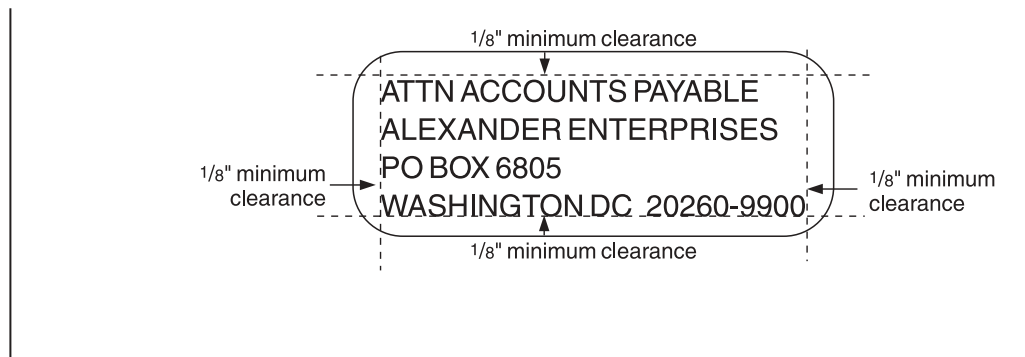 1/8" minimum clearance
ATTN ACCOUNTS PAYABLE
ALEXANDER ENTERPRISES
PO BOX 6805
WASHINGTON DC  20260-9900
1/8" minimum
clearance
1/8" minimum
clearance
1/8" minimum clearance